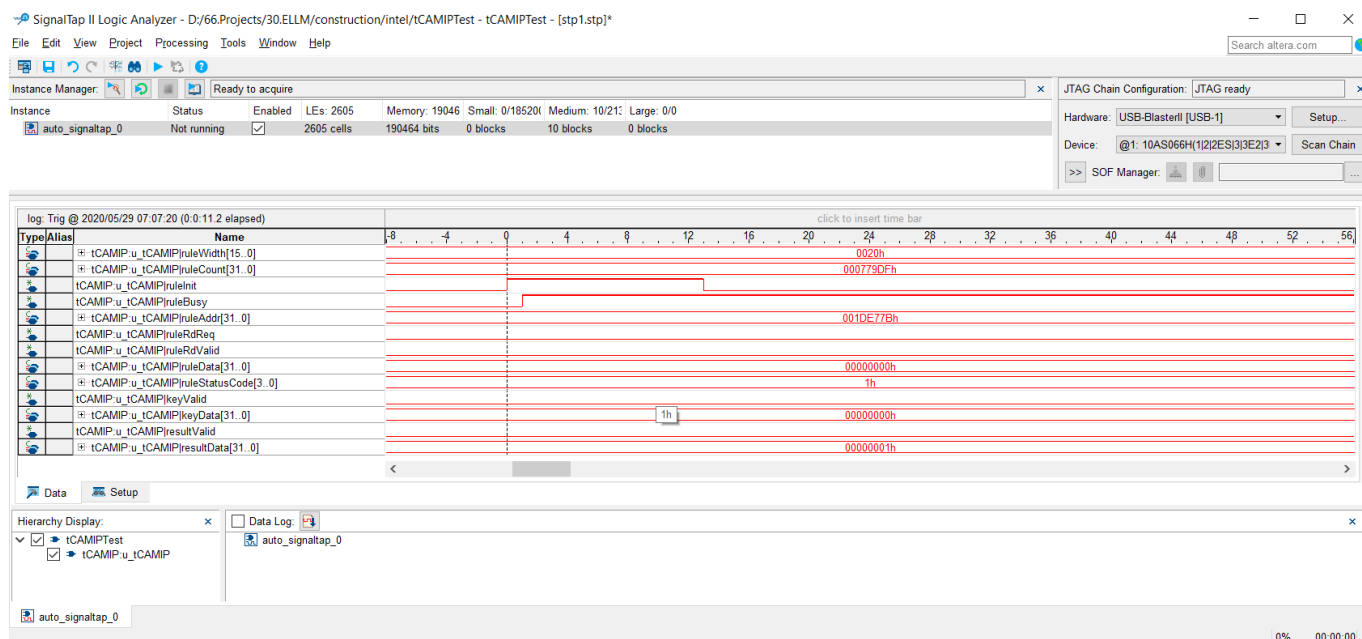 SignalTap II Logic Analyzer - D:/66.Projects/30.ELLM/construction/intel/tCAMIPTest - tCAMIPTest - [stp1.stp]*
File Edit View Project Processing Tools Window Help
Search altera.com
Instance Manager: Ready to acquire
Instance Status Enabled LEs: 2605 Memory: 19046 Small: 0/18520( Medium: 10/213 Large: 0/0
auto_signaltap_0 Not running 2605 cells 190464 bits 0 blocks 10 blocks 0 blocks
JTAG Chain Configuration: JTAG ready
Hardware: USB-BlasterII [USB-1] Setup...
Device: @1: 10AS066H(1|2|2ES|3|3E2|3 Scan Chain
>> SOF Manager: ...
log: Trig @ 2020/05/29 07:07:20 (0:0:11.2 elapsed) click to insert time bar
Type Alias Name -8 -4 0 4 8 12 16 20 24 28 32 36 40 44 48 52 56
tCAMIP:u_tCAMIP|ruleWidth[15..0] 0020h
tCAMIP:u_tCAMIP|ruleCount[31..0] 000779DFh
tCAMIP:u_tCAMIP|ruleInit
tCAMIP:u_tCAMIP|ruleBusy
tCAMIP:u_tCAMIP|ruleAddr[31..0] 001DE77Bh
tCAMIP:u_tCAMIP|ruleRdReq
tCAMIP:u_tCAMIP|ruleRdValid
tCAMIP:u_tCAMIP|ruleData[31..0] 00000000h
tCAMIP:u_tCAMIP|ruleStatusCode[3..0] 1h
tCAMIP:u_tCAMIP|keyValid
tCAMIP:u_tCAMIP|keyData[31..0] 1h 00000000h
tCAMIP:u_tCAMIP|resultValid
tCAMIP:u_tCAMIP|resultData[31..0] 00000001h
Data Setup
Hierarchy Display:
tCAMIPTest
tCAMIP:u_tCAMIP
Data Log:
auto_signaltap_0
auto_signaltap_0
0% 00:00:00